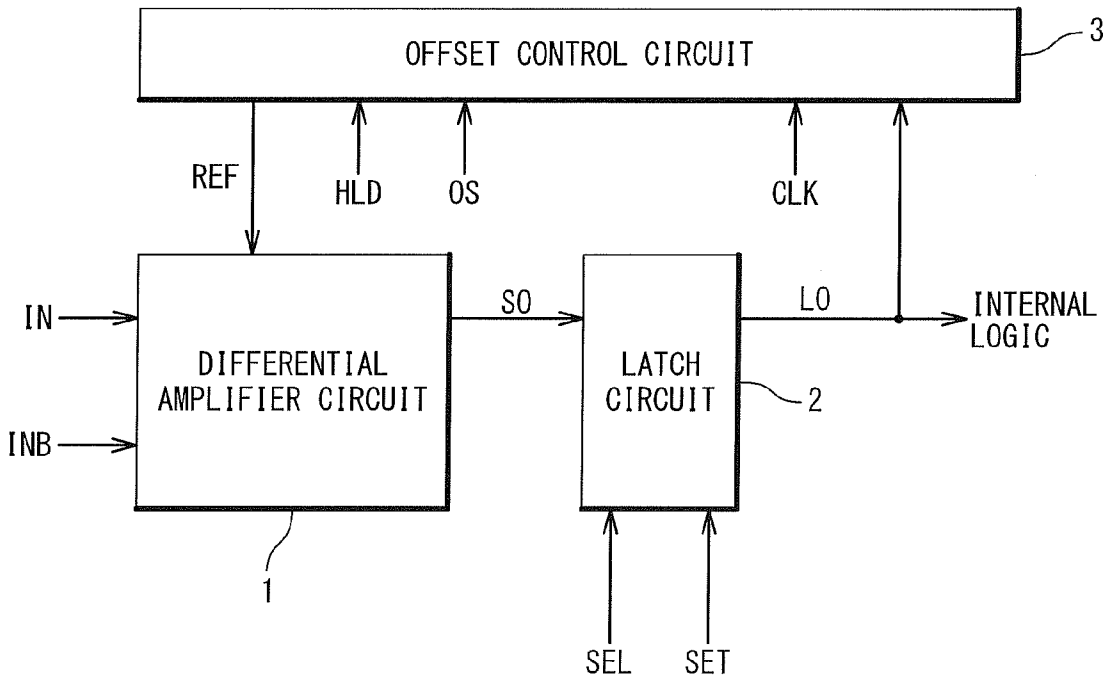 OFFSET CONTROL CIRCUIT
3
REF
HLD
OS
CLK
IN
INB
DIFFERENTIAL
AMPLIFIER CIRCUIT
SO
LATCH
CIRCUIT
LO
INTERNAL
LOGIC
2
1
SEL
SET